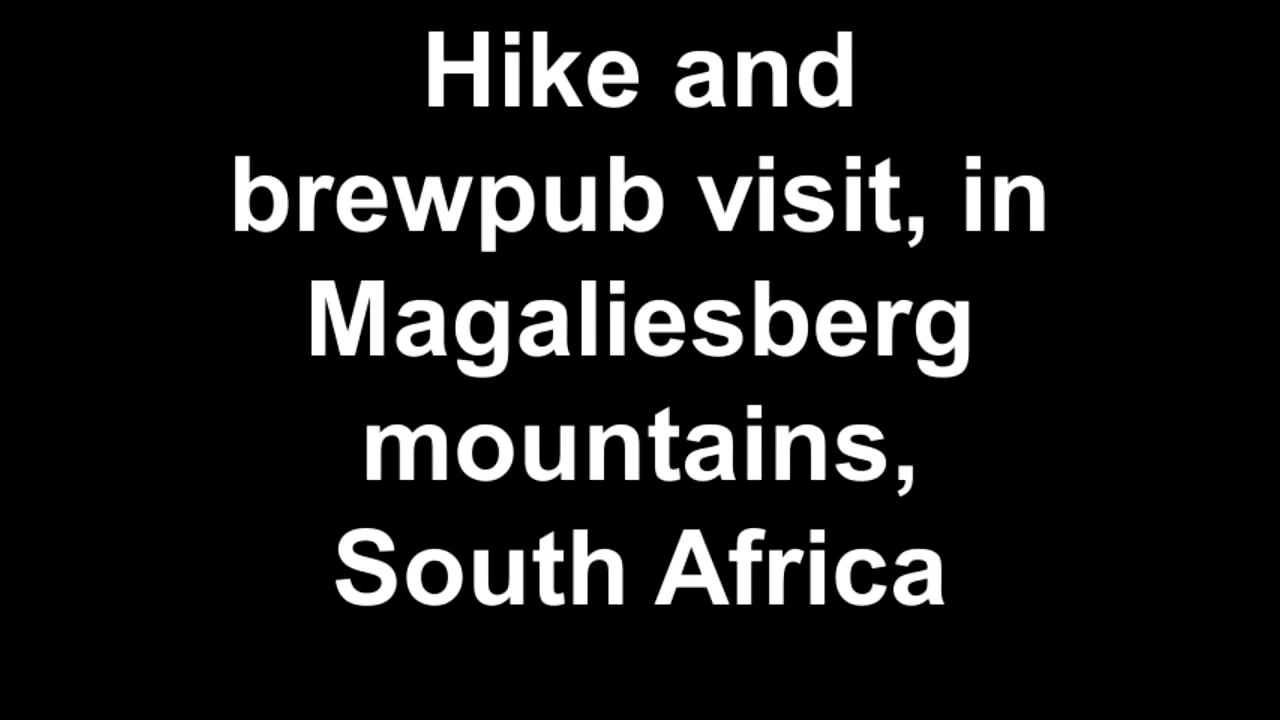 Hike and
brewpub visit, in
Magaliesberg
mountains,
South Africa